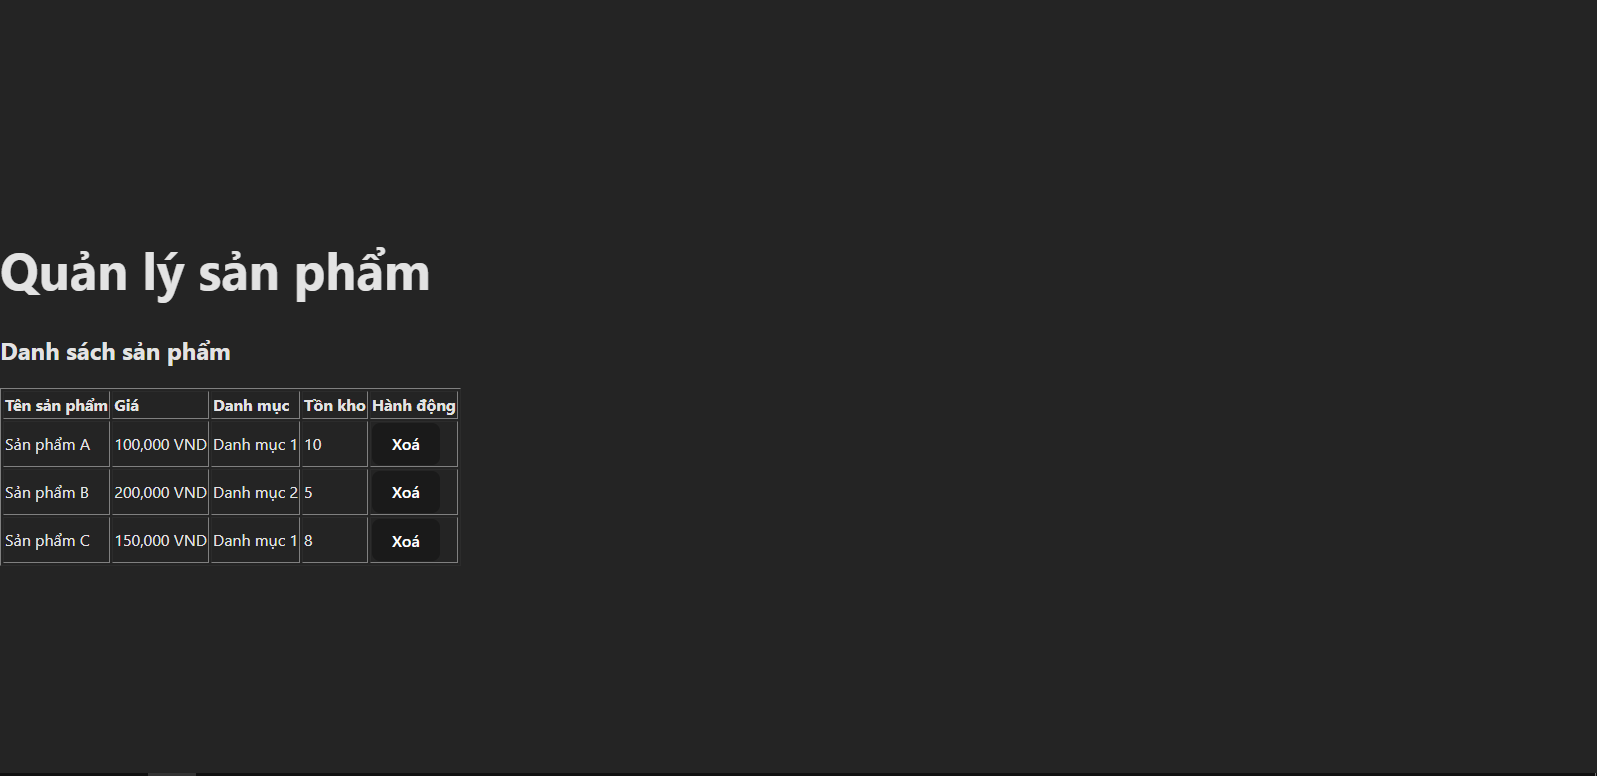 Quản lý sản phẩm
Danh sách sản phẩm
Tên sản phẩm Giá Danh mục Tồn kho Hành động
Sản phẩm A 100,000 VND Danh mục 1 10 Xoá
Sản phẩm B 200,000 VND Danh mục 2 5 Xoá
Sản phẩm C 150,000 VND Danh mục 1 8 Xoá